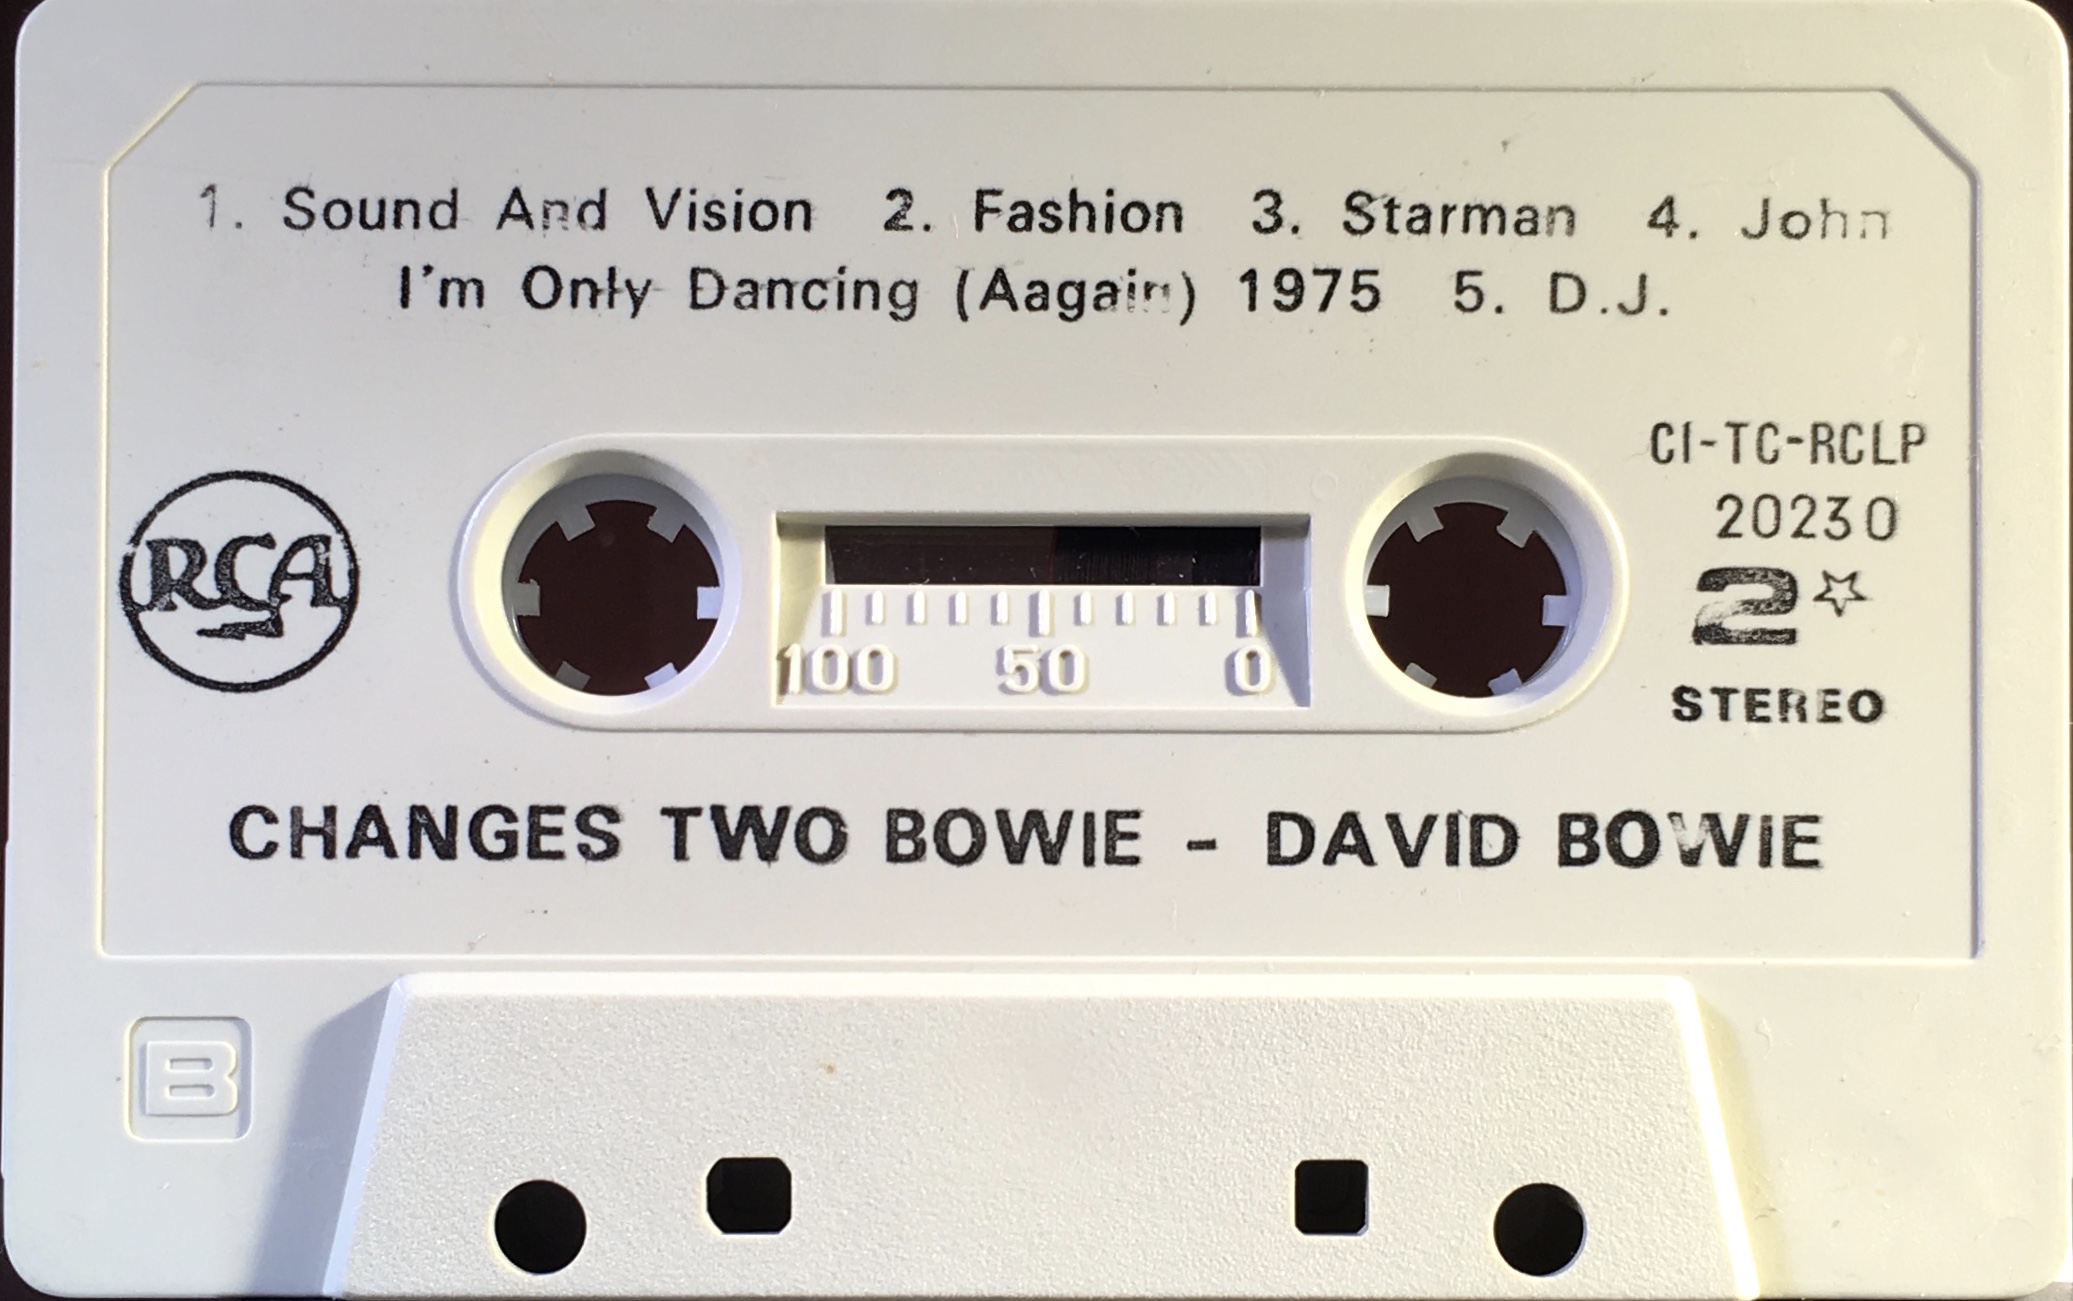 1. Sound And Vision 2. Fashion 3. Starman 4. John
I'm Only Dancing (Aagain) 1975 5. D.J.
CI-TC-RCLP
20230
RCA
2
STEREO
100 50 0
CHANGES TWO BOWIE - DAVID BOWIE
B